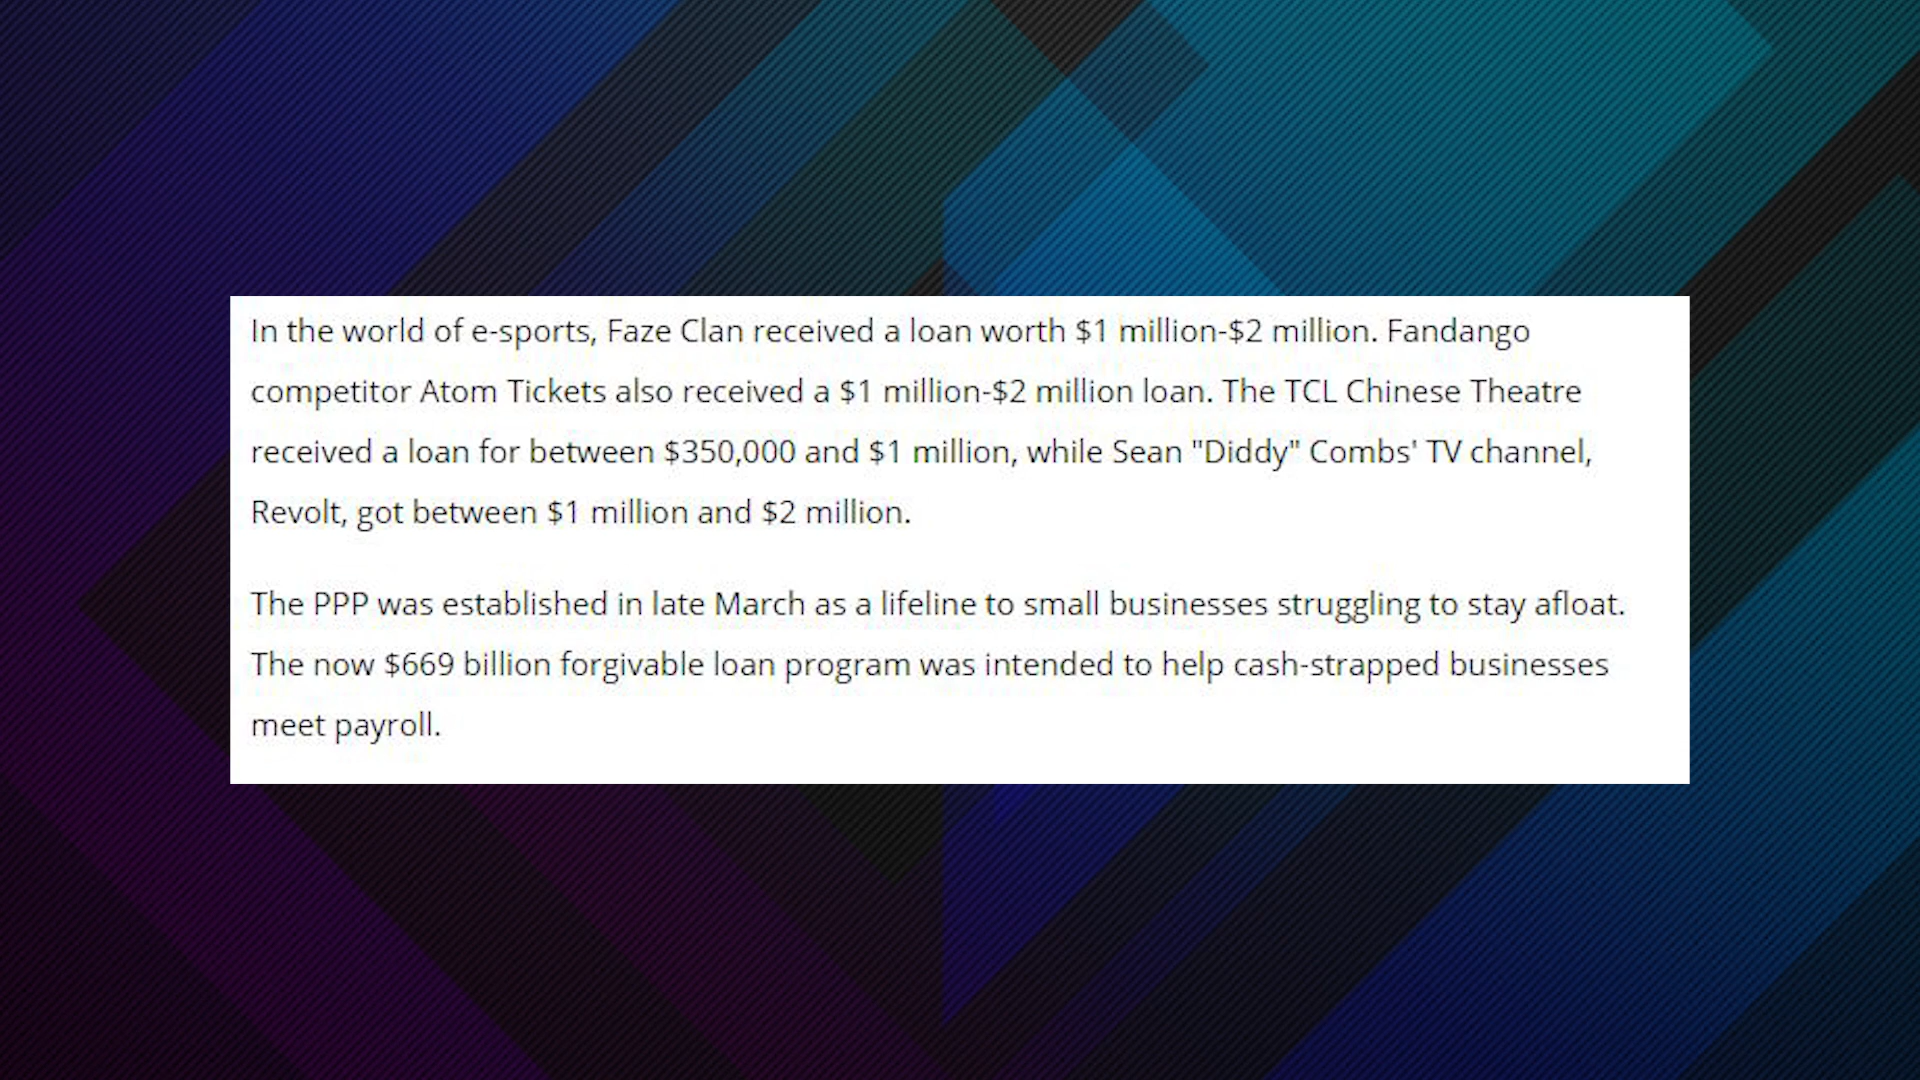 In the world of e-sports, Faze Clan received a loan worth $1 million-$2 million. Fandango
competitor Atom Tickets also received a $1 million-$2 million loan. The TCL Chinese Theatre
received a loan for between $350,000 and $1 million, while Sean "Diddy" Combs' TV channel,
Revolt, got between $1 million and $2 million.
The PPP was established in late March as a lifeline to small businesses struggling to stay afloat.
The now $669 billion forgivable loan program was intended to help cash-strapped businesses
meet payroll.